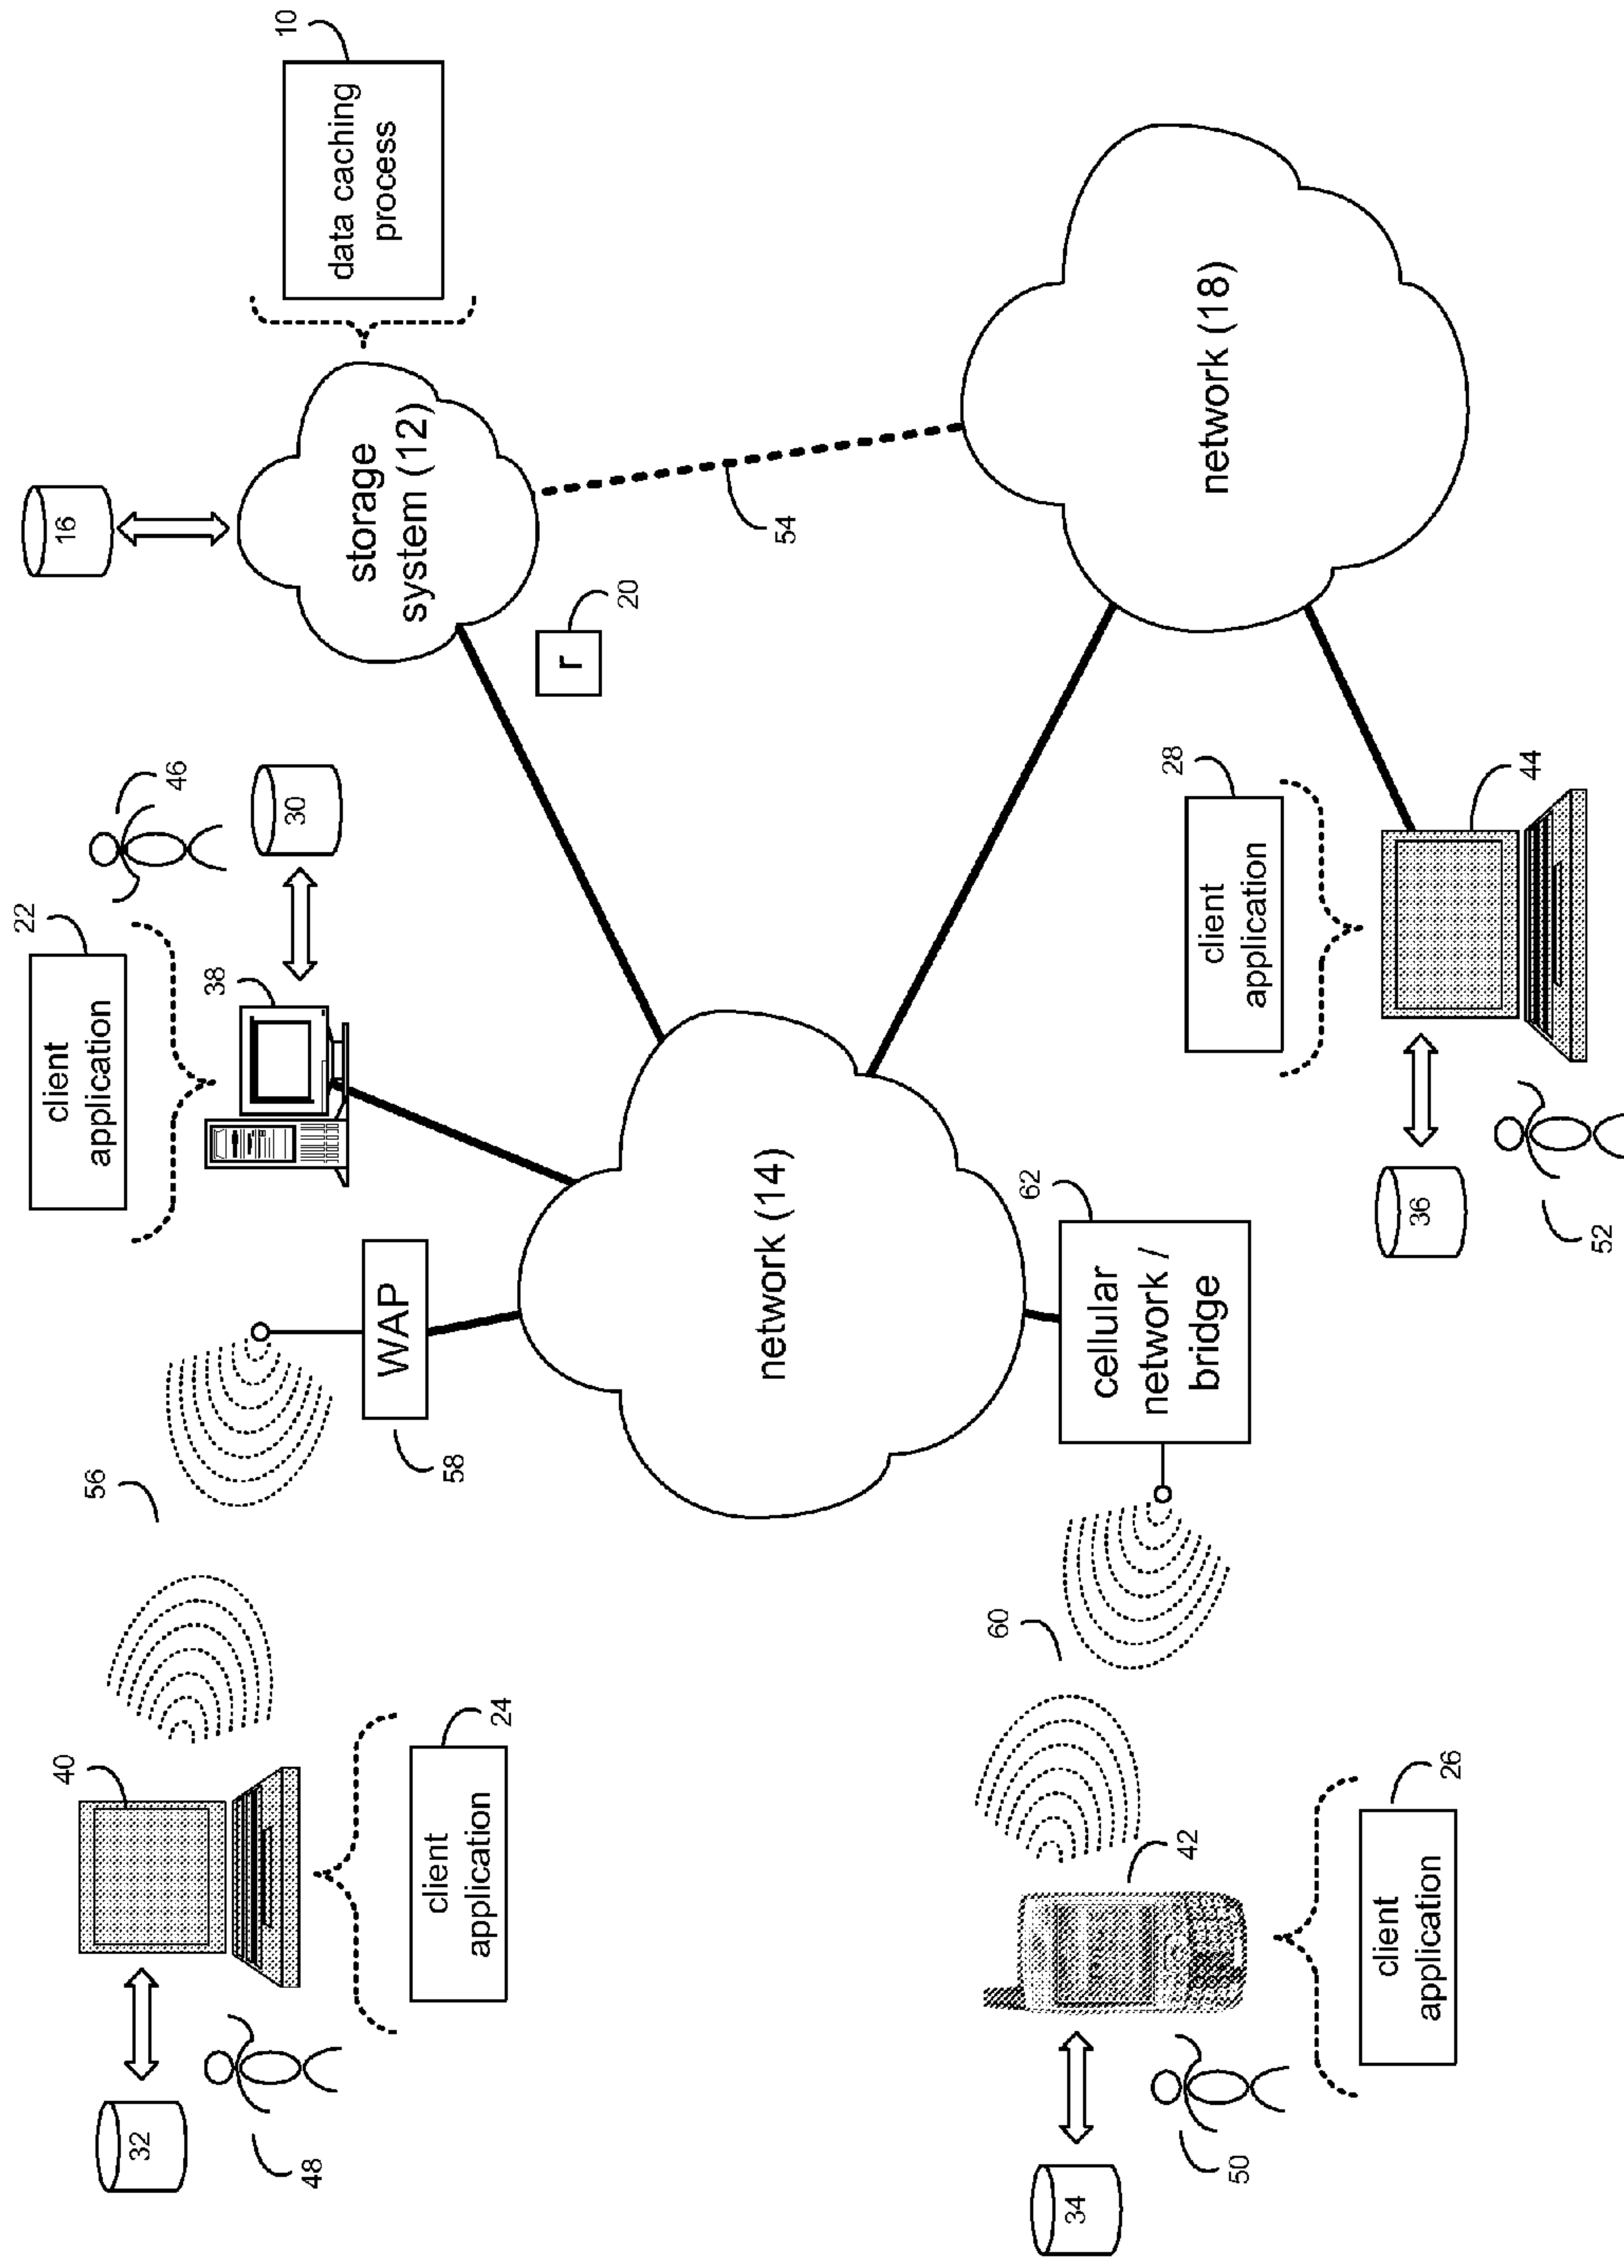 10
data caching
process
16
storage
system (12)
54
r
20
network (18)
46
30
22
client
application
38
28
client
application
44
36
52
network (14)
62
cellular
network /
bridge
WAP
58
56
60
40
24
client
application
32
48
42
26
client
application
34
50